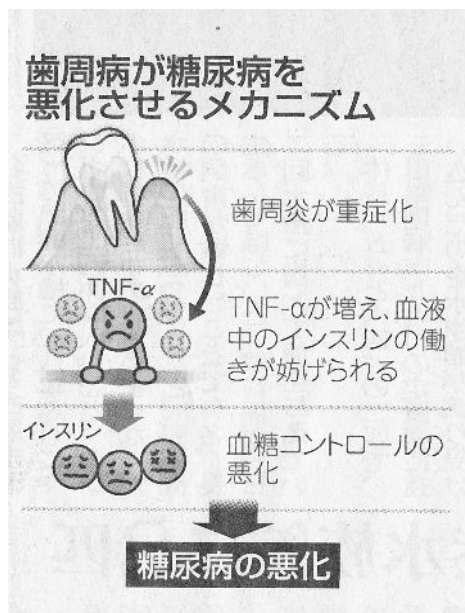 歯周病が糖尿病を
悪化させるメカニズム
歯周炎が重症化
TNF-α
TNF-αが増え、血液
中のインスリンの働
きが妨げられる
インスリン
血糖コントロールの
悪化
糖尿病の悪化